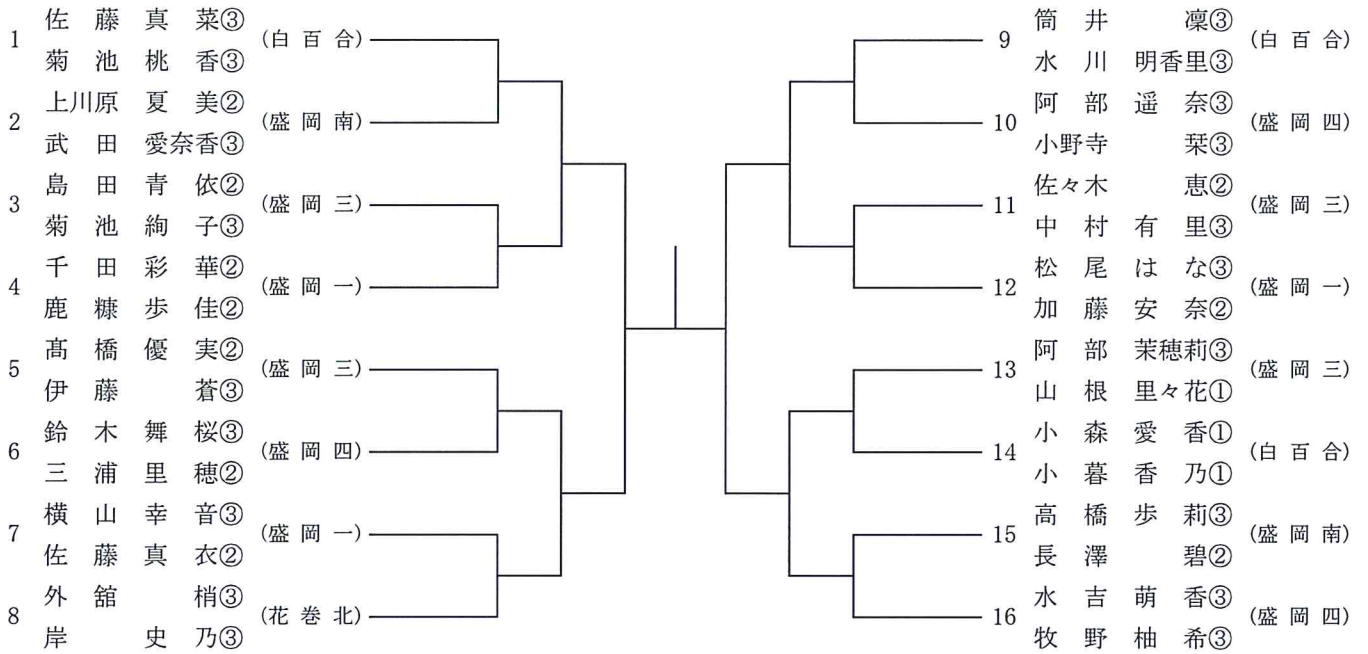 佐藤真菜③
1 (白百合)
菊池桃香③
上川原夏美②
2 (盛岡南)
武田愛奈香③
島田青依②
3 (盛岡三)
菊池絢子③
千田彩華②
4 (盛岡一)
鹿糠歩佳②
髙橋優実②
5 (盛岡三)
伊藤蒼③
鈴木舞桜③
6 (盛岡四)
三浦里穂②
横山幸音③
7 (盛岡一)
佐藤真衣②
外舘梢③
8 (花巻北)
岸史乃③
筒井凜③
9 (白百合)
水川明香里③
阿部遥奈③
10 (盛岡四)
小野寺栞③
佐々木恵②
11 (盛岡三)
中村有里③
松尾はな③
12 (盛岡一)
加藤安奈②
阿部茉穂莉③
13 (盛岡三)
山根里々花①
小森愛香①
14 (白百合)
小暮香乃①
高橋歩莉③
15 (盛岡南)
長澤碧②
水吉萌香③
16 (盛岡四)
牧野柚希③